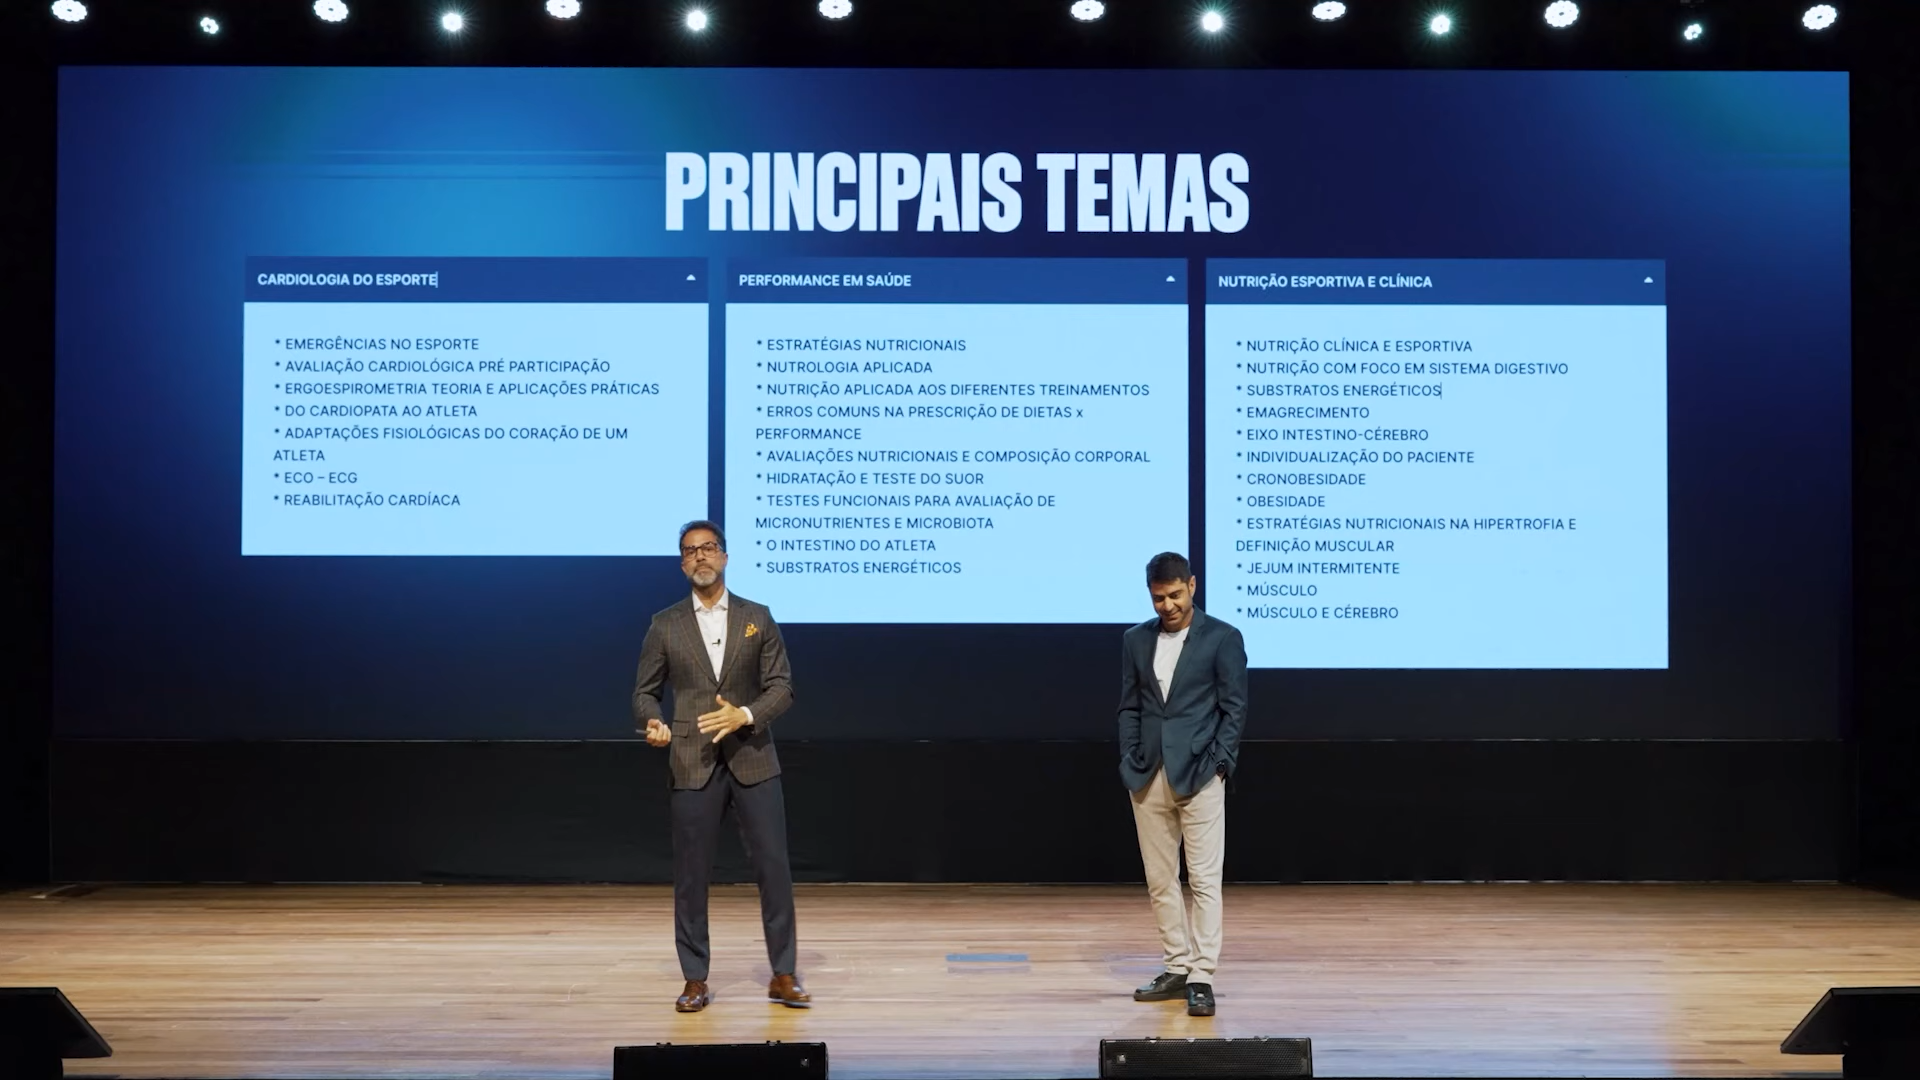 PRINCIPAIS TEMAS
CARDIOLOGIA DO ESPORTE
* EMERGÊNCIAS NO ESPORTE
* AVALIAÇÃO CARDIOLÓGICA PRÉ PARTICIPAÇÃO
* ERGOESPIROMETRIA TEORIA E APLICAÇÕES PRÁTICAS
* DO CARDIOPATA AO ATLETA
* ADAPTAÇÕES FISIOLÓGICAS DO CORAÇÃO DE UM
ATLETA
* ECO – ECG
* REABILITAÇÃO CARDÍACA
PERFORMANCE EM SAÚDE
* ESTRATÉGIAS NUTRICIONAIS
* NUTROLOGIA APLICADA
* NUTRIÇÃO APLICADA AOS DIFERENTES TREINAMENTOS
* ERROS COMUNS NA PRESCRIÇÃO DE DIETAS x
PERFORMANCE
* AVALIAÇÕES NUTRICIONAIS E COMPOSIÇÃO CORPORAL
* HIDRATAÇÃO E TESTE DO SUOR
* TESTES FUNCIONAIS PARA AVALIAÇÃO DE
MICRONUTRIENTES E MICROBIOTA
* O INTESTINO DO ATLETA
* SUBSTRATOS ENERGÉTICOS
NUTRIÇÃO ESPORTIVA E CLÍNICA
* NUTRIÇÃO CLÍNICA E ESPORTIVA
* NUTRIÇÃO COM FOCO EM SISTEMA DIGESTIVO
* SUBSTRATOS ENERGÉTICOS
* EMAGRECIMENTO
* EIXO INTESTINO-CÉREBRO
* INDIVIDUALIZAÇÃO DO PACIENTE
* CRONOBESIDADE
* OBESIDADE
* ESTRATÉGIAS NUTRICIONAIS NA HIPERTROFIA E
DEFINIÇÃO MUSCULAR
* JEJUM INTERMITENTE
* MÚSCULO
* MÚSCULO E CÉREBRO